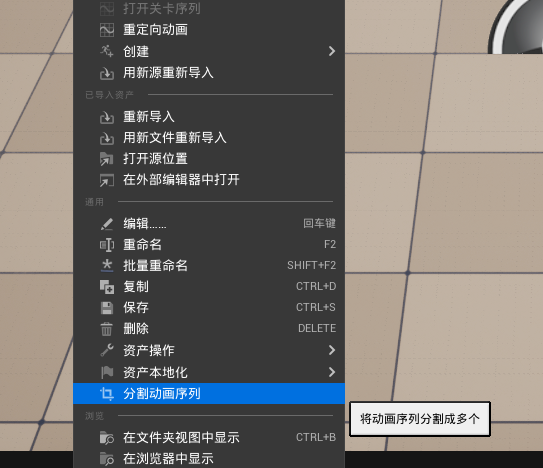 打开关卡序列
重定向动画
创建
用新源重新导入
已导入资产
重新导入
用新文件重新导入
打开源位置
在外部编辑器中打开
通用
编辑…… 回车键
重命名 F2
批量重命名 SHIFT+F2
复制 CTRL+D
保存 CTRL+S
删除 DELETE
资产操作
资产本地化
分割动画序列
将动画序列分割成多个
浏览
在文件夹视图中显示 CTRL+B
在浏览器中显示